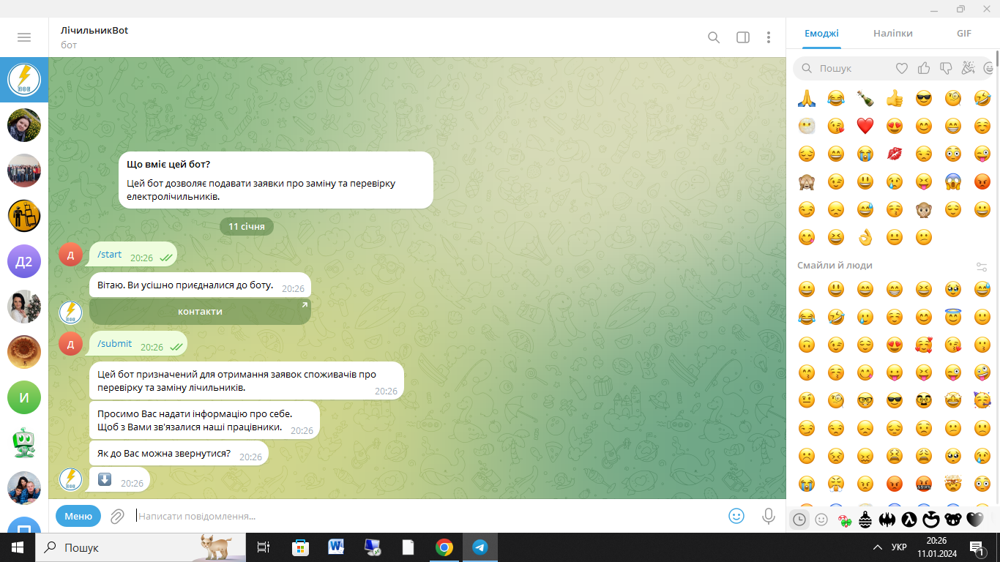 ЛічильникBot
бот
Емоджі
Наліпки
GIF
Пошук
Що вміє цей бот?
Цей бот дозволяє подавати заявки про заміну та перевірку
електролічильників.
11 січня
Д
/start
20:26
Вітаю. Ви усішно приєдналися до боту.
20:26
контакти
Д
/submit
20:26
Цей бот призначений для отримання заявок споживачів про
перевірку та заміну лічильників.
20:26
Просимо Вас надати інформацію про себе.
Щоб з Вами зв'язалися наші працівники.
20:26
Як до Вас можна звернутися?
20:26
20:26
Д2
И
Смайли й люди
Меню
Написати повідомлення...
Пошук
УКР
20:26
11.01.2024
1